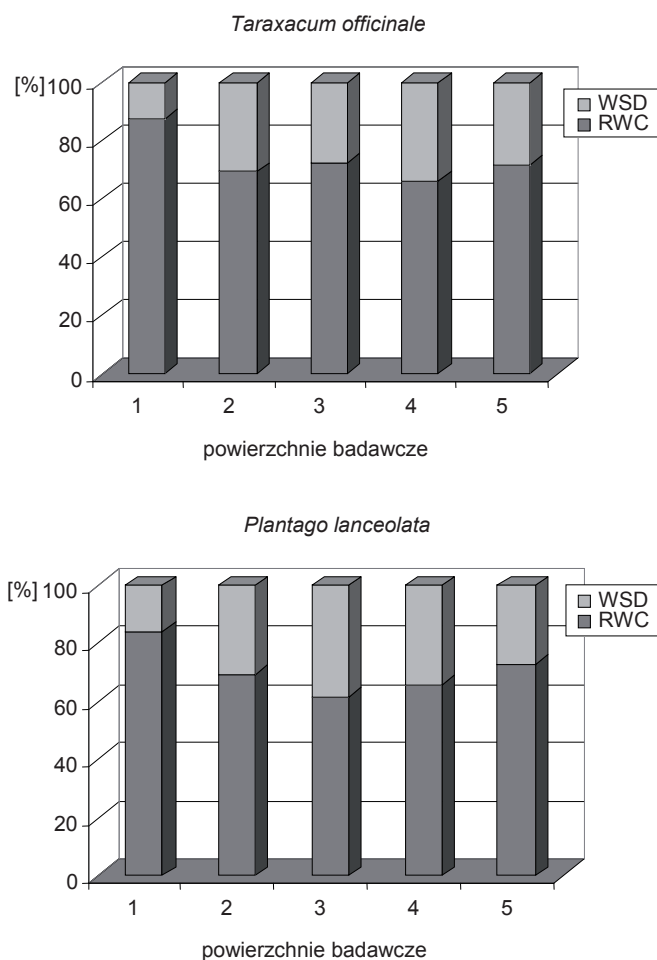 Taraxacum officinale
[%] 100
WSD
RWC
80
60
40
20
0
1 2 3 4 5
powierzchnie badawcze
Plantago lanceolata
[%] 100
WSD
RWC
80
60
40
20
0
1 2 3 4 5
powierzchnie badawcze